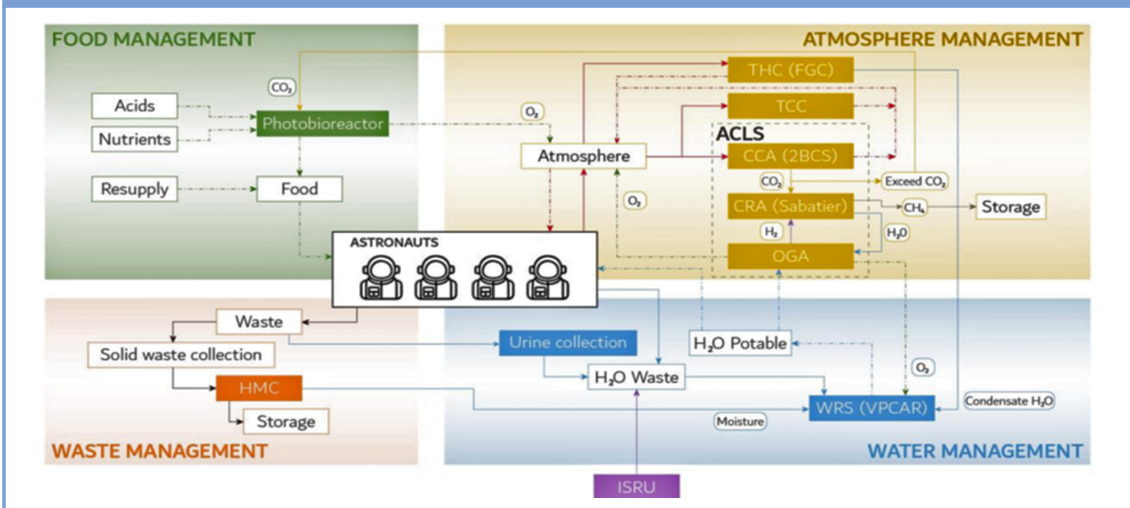 FOOD MANAGEMENT
ATMOSPHERE MANAGEMENT
THC (FGC)
CO₂
Acids
O₂
TCC
Photobioreactor
Nutrients
ACLS
Atmosphere
CCA (2BCS)
CO₂
Exceed CO₂
Resupply
Food
O₂
CRA (Sabatier)
CH₄
Storage
H₂
H₂0
ASTRONAUTS
OGA
Waste
Solid waste collection
Urine collection
H₂O Potable
H₂O Waste
O₂
HMC
Storage
Moisture
WRS (VPCAR)
Condensate H₂O
WASTE MANAGEMENT
WATER MANAGEMENT
ISRU